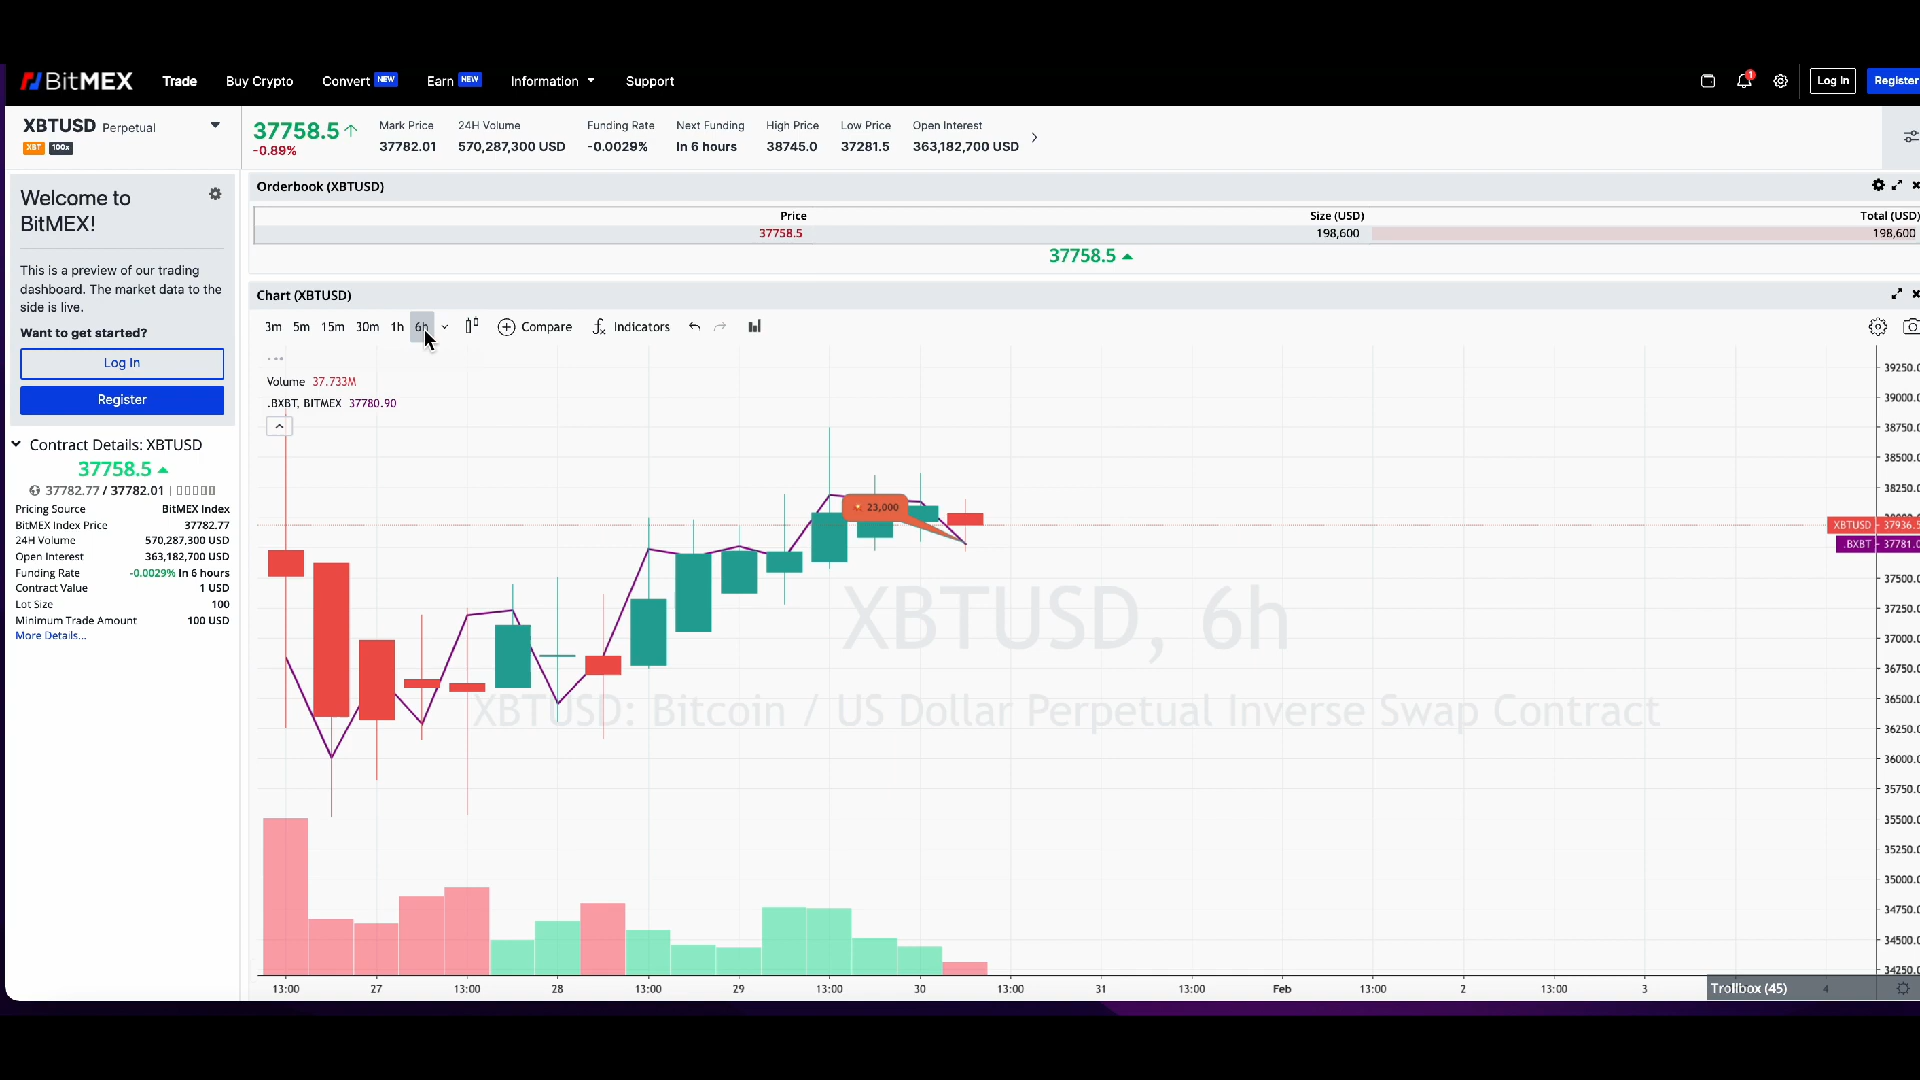 BitMEX Trade Buy Crypto Convert NEW Earn NEW Information Support 1 Log In Register
XBTUSD Perpetual
XBT 100x
37758.5
-0.89%
Mark Price 24H Volume Funding Rate Next Funding High Price Low Price Open Interest
37782.01 570,287,300 USD -0.0029% In 6 hours 38745.0 37281.5 363,182,700 USD
Welcome to
BitMEX!
This is a preview of our trading
dashboard. The market data to the
side is live.
Want to get started?
Log In
Register
Contract Details: XBTUSD
37758.5
37782.77 / 37782.01
Pricing Source BitMEX Index
BitMEX Index Price 37782.77
24H Volume 570,287,300 USD
Open Interest 363,182,700 USD
Funding Rate -0.0029% In 6 hours
Contract Value 1 USD
Lot Size 100
Minimum Trade Amount 100 USD
More Details...
Orderbook (XBTUSD)
Price Size (USD) Total (USD)
37758.5 198,600 198,600
37758.5
Chart (XBTUSD)
3m 5m 15m 30m 1h 6h Compare Indicators
Volume 37.733M
.BXBT, BITMEX 37780.90
23,000
XBTUSD, 6h
XBTUSD: Bitcoin / US Dollar Perpetual Inverse Swap Contract
39250.0
39000.0
38750.0
38500.0
38250.0
XBTUSD 37936.5
.BXBT 37781.0
37500.0
37250.0
37000.0
36750.0
36500.0
36250.0
36000.0
35750.0
35500.0
35250.0
35000.0
34750.0
34500.0
34250.0
13:00 27 13:00 28 13:00 29 13:00 30 13:00 31 13:00 Feb 13:00 2 13:00 3 4
Trollbox (45)